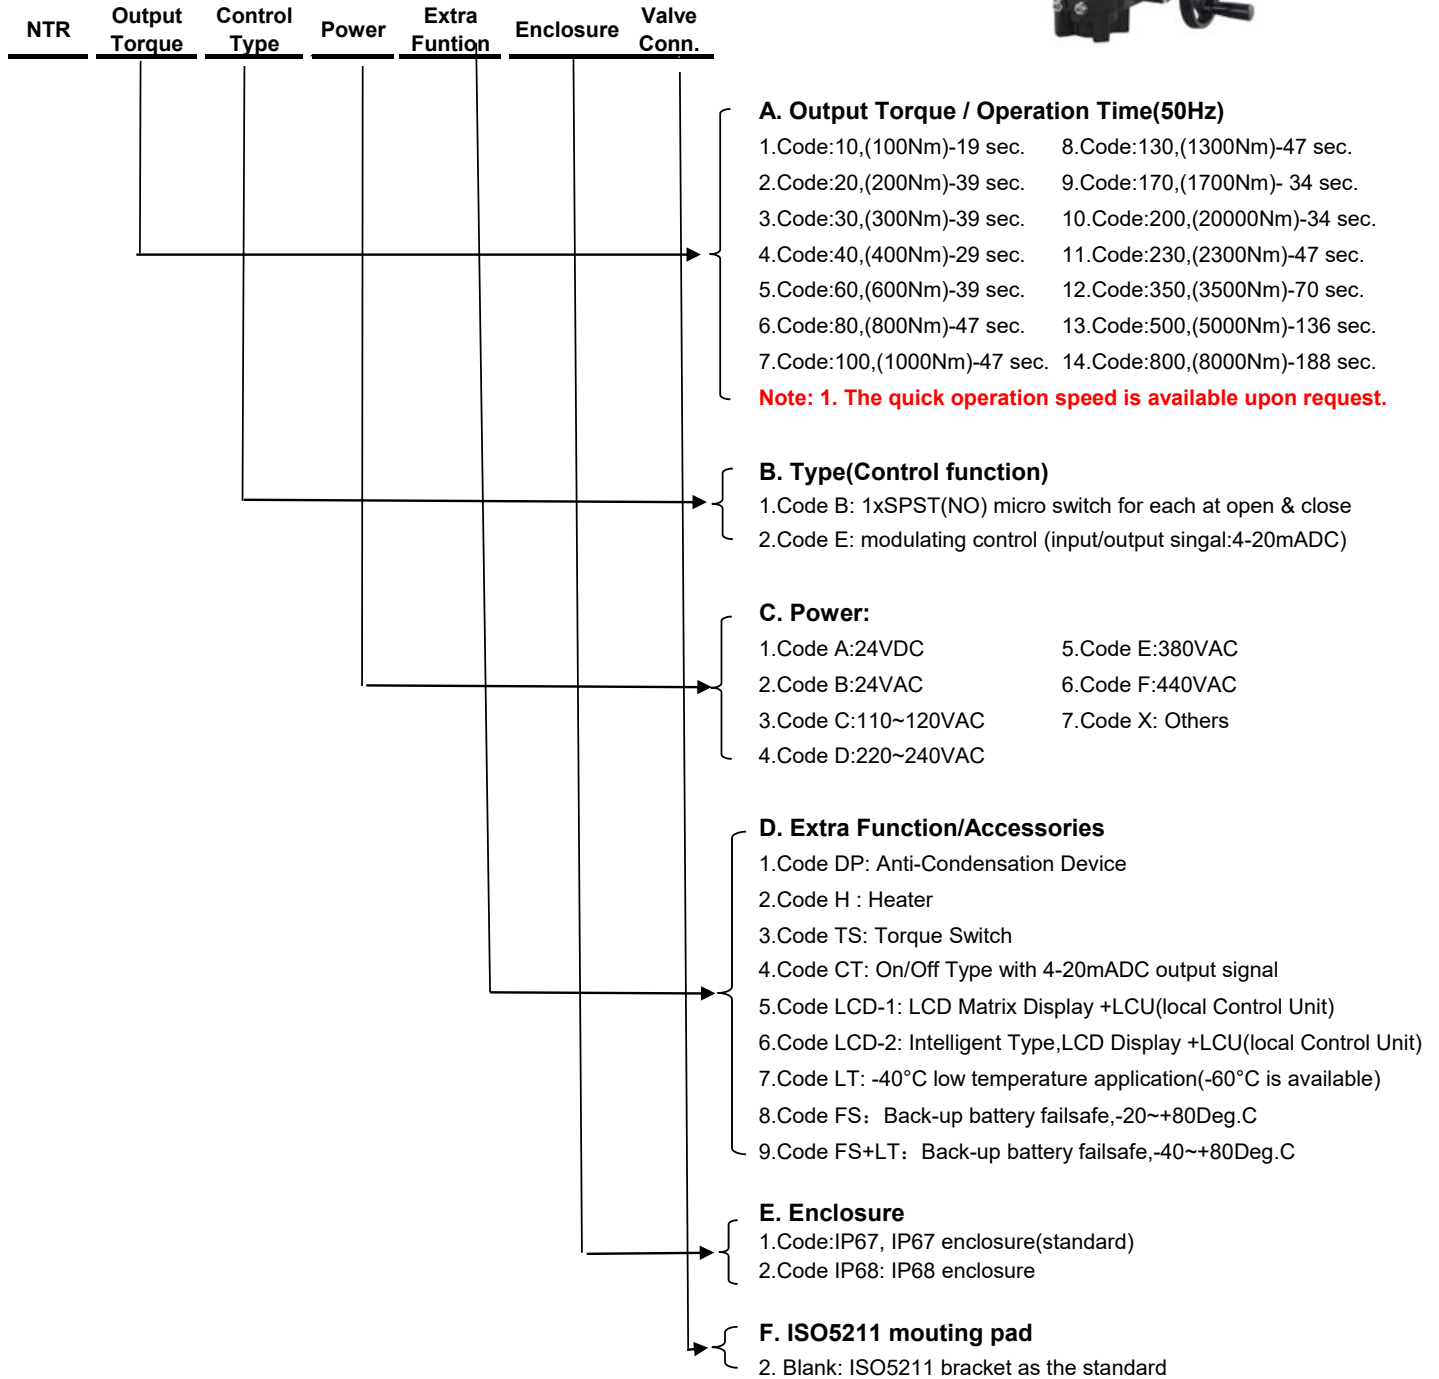 NTR
Output Torque
Control Type
Power
Extra Funtion
Enclosure
Valve Conn.
A. Output Torque / Operation Time(50Hz)
1.Code:10,(100Nm)-19 sec.
8.Code:130,(1300Nm)-47 sec.
2.Code:20,(200Nm)-39 sec.
9.Code:170,(1700Nm)- 34 sec.
3.Code:30,(300Nm)-39 sec.
10.Code:200,(20000Nm)-34 sec.
4.Code:40,(400Nm)-29 sec.
11.Code:230,(2300Nm)-47 sec.
5.Code:60,(600Nm)-39 sec.
12.Code:350,(3500Nm)-70 sec.
6.Code:80,(800Nm)-47 sec.
13.Code:500,(5000Nm)-136 sec.
7.Code:100,(1000Nm)-47 sec.
14.Code:800,(8000Nm)-188 sec.
Note: 1. The quick operation speed is available upon request.
B. Type(Control function)
1.Code B: 1xSPST(NO) micro switch for each at open & close
2.Code E: modulating control (input/output singal:4-20mADC)
C. Power:
1.Code A:24VDC
5.Code E:380VAC
2.Code B:24VAC
6.Code F:440VAC
3.Code C:110~120VAC
7.Code X: Others
4.Code D:220~240VAC
D. Extra Function/Accessories
1.Code DP: Anti-Condensation Device
2.Code H : Heater
3.Code TS: Torque Switch
4.Code CT: On/Off Type with 4-20mADC output signal
5.Code LCD-1: LCD Matrix Display +LCU(local Control Unit)
6.Code LCD-2: Intelligent Type,LCD Display +LCU(local Control Unit)
7.Code LT: -40°C low temperature application(-60°C is available)
8.Code FS：Back-up battery failsafe,-20~+80Deg.C
9.Code FS+LT：Back-up battery failsafe,-40~+80Deg.C
E. Enclosure
1.Code:IP67, IP67 enclosure(standard)
2.Code IP68: IP68 enclosure
F. ISO5211 mouting pad
2. Blank: ISO5211 bracket as the standard